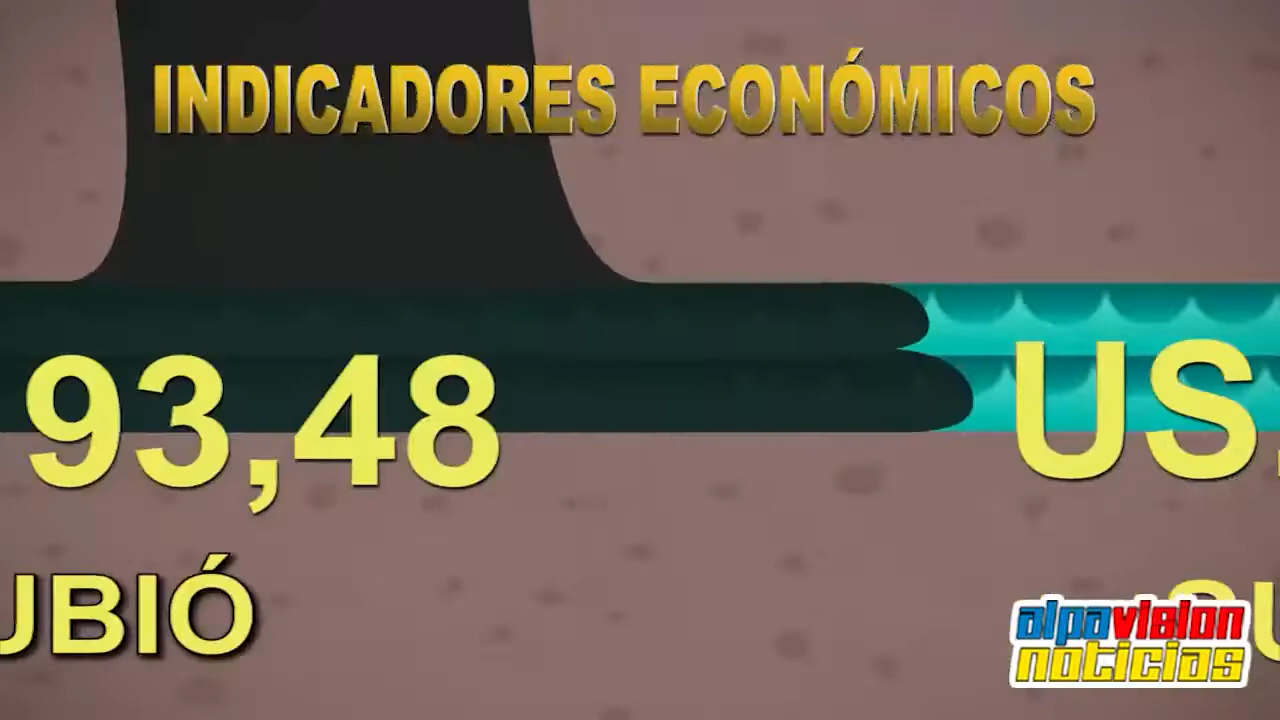 INDICADORES ECONÓMICOS
93,48
US.
UBIÓ
alpavision
noticias